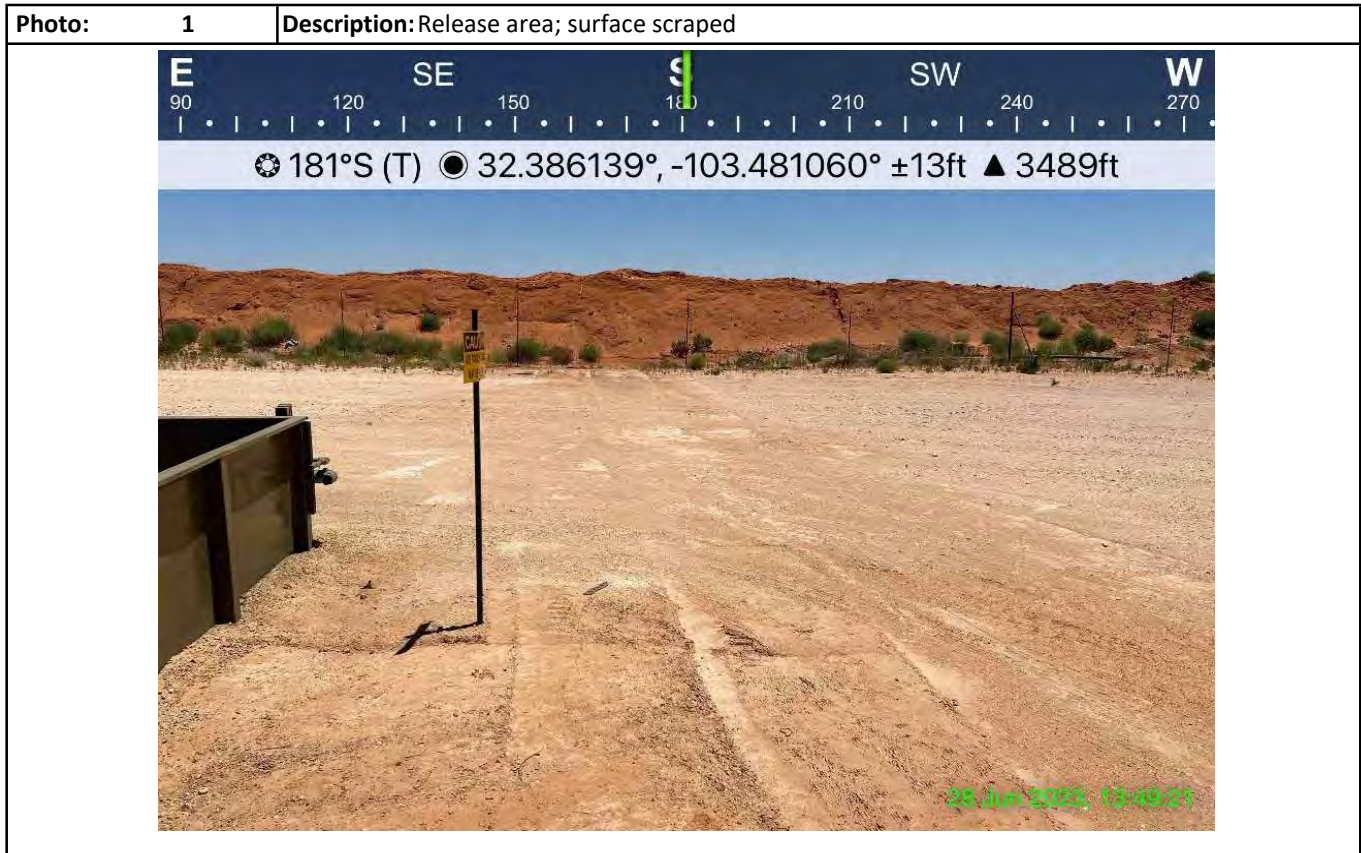 Photo: 1 Description: Release area; surface scraped
E SE S SW W
90 120 150 180 210 240 270
181°S (T) 32.386139°, -103.481060° ±13ft ▲ 3489ft
28 Jun 2023, 13:49:21